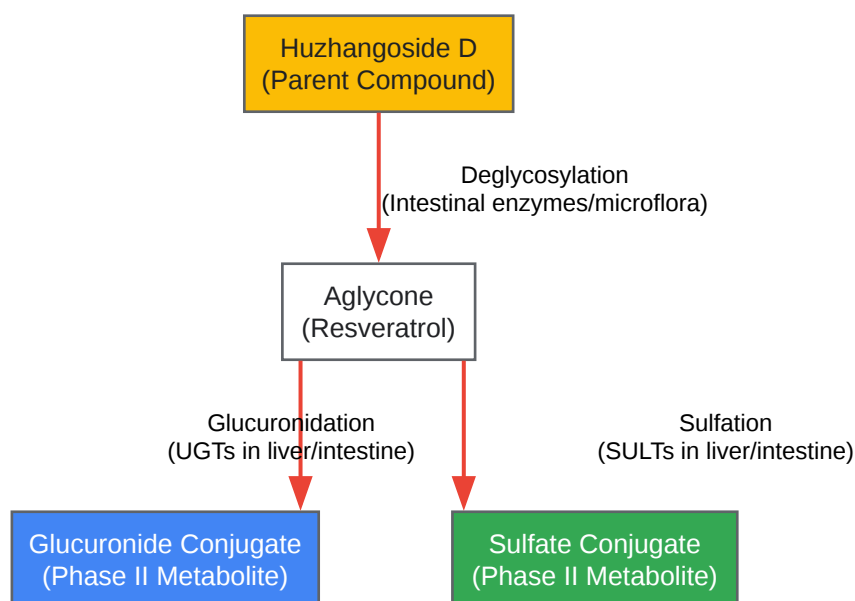 Huzhangoside D
(Parent Compound)
Deglycosylation
(Intestinal enzymes/microflora)
Aglycone
(Resveratrol)
Glucuronidation
(UGTs in liver/intestine)
Sulfation
(SULTs in liver/intestine)
Glucuronide Conjugate
(Phase II Metabolite)
Sulfate Conjugate
(Phase II Metabolite)